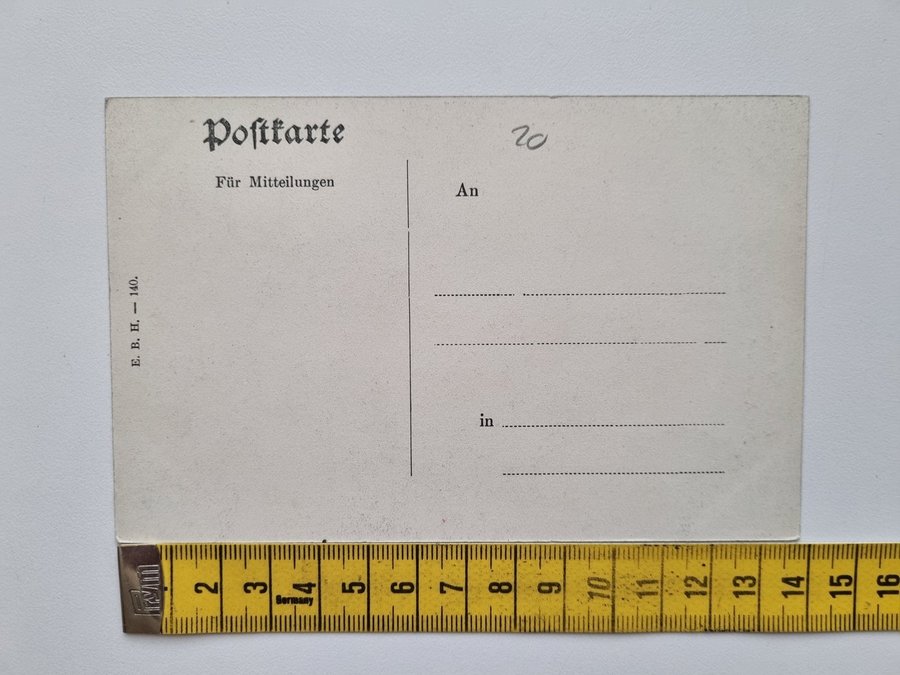 Poſtkarte
20
Für Mitteilungen
An
E. B. H. — 140.
in
2 3 4 5 6 7 8 9 10 11 12 13 14 15 16
Germany